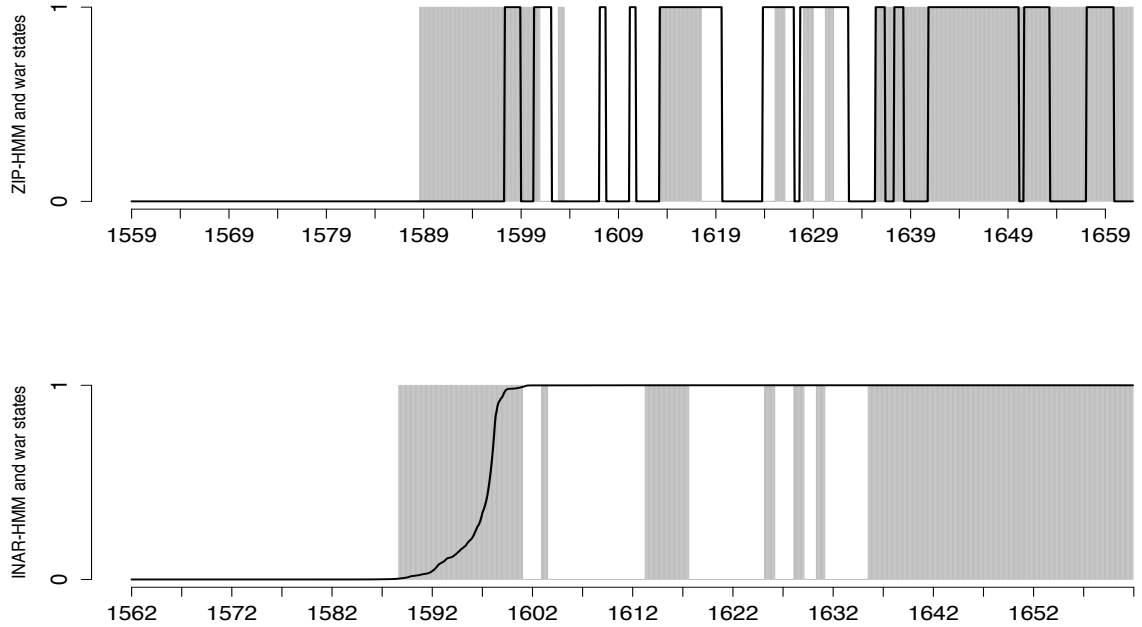 ZIP-HMM and war states
1
0
1559 1569 1579 1589 1599 1609 1619 1629 1639 1649 1659
INAR-HMM and war states
1
0
1562 1572 1582 1592 1602 1612 1622 1632 1642 1652